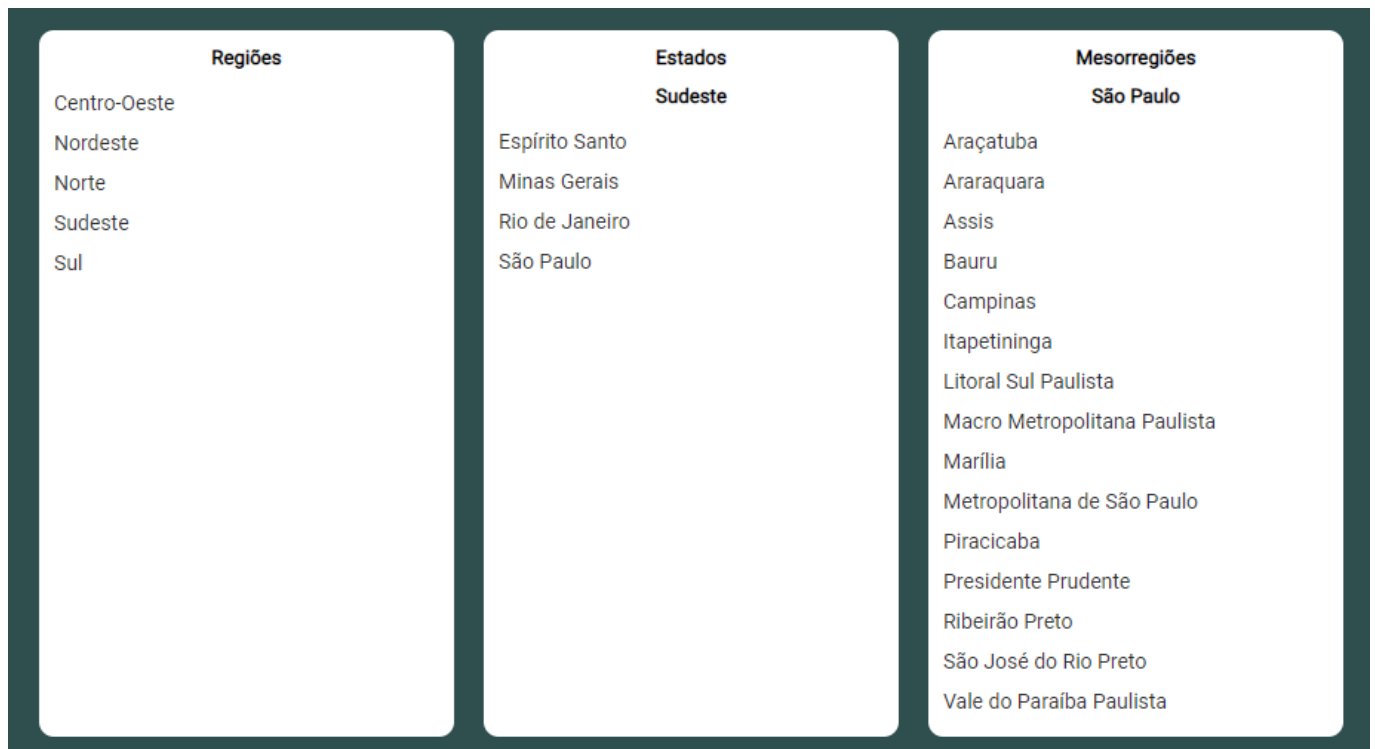 Regiões
Centro-Oeste
Nordeste
Norte
Sudeste
Sul
Estados
Sudeste
Espírito Santo
Minas Gerais
Rio de Janeiro
São Paulo
Mesorregiões
São Paulo
Araçatuba
Araraquara
Assis
Bauru
Campinas
Itapetininga
Litoral Sul Paulista
Macro Metropolitana Paulista
Marília
Metropolitana de São Paulo
Piracicaba
Presidente Prudente
Ribeirão Preto
São José do Rio Preto
Vale do Paraíba Paulista